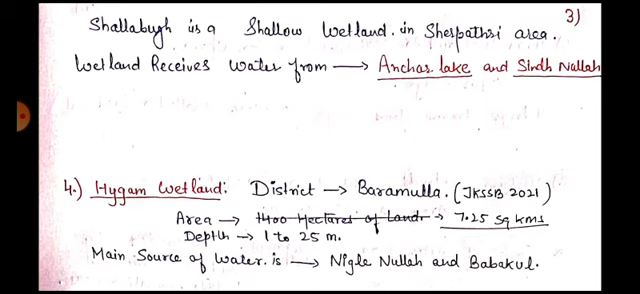 3)
Shallabugh is a Shallow Wetland in Shespathri area.
Wetland Receives Water from → Anchar lake and Sindh Nallah
4.) Hygam Wetland: District → Baramulla. (JKSSB 2021)
Area → 1400 Hectares of Land → 7.25 sq kms
Depth → 1 to 25 m.
Main Source of Water is → Nigle Nullah and Babakul.